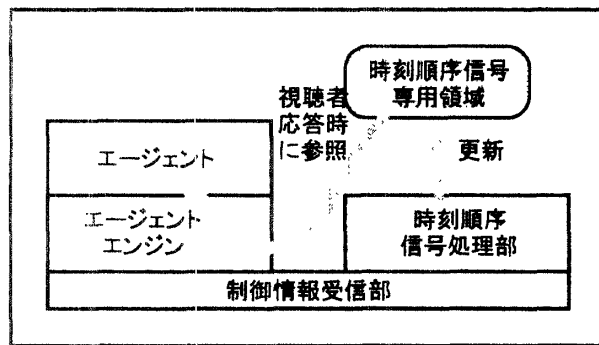 時刻順序信号
専用領域
視聴者
応答時
に参照
更新
エージェント
エージェント
エンジン
時刻順序
信号処理部
制御情報受信部